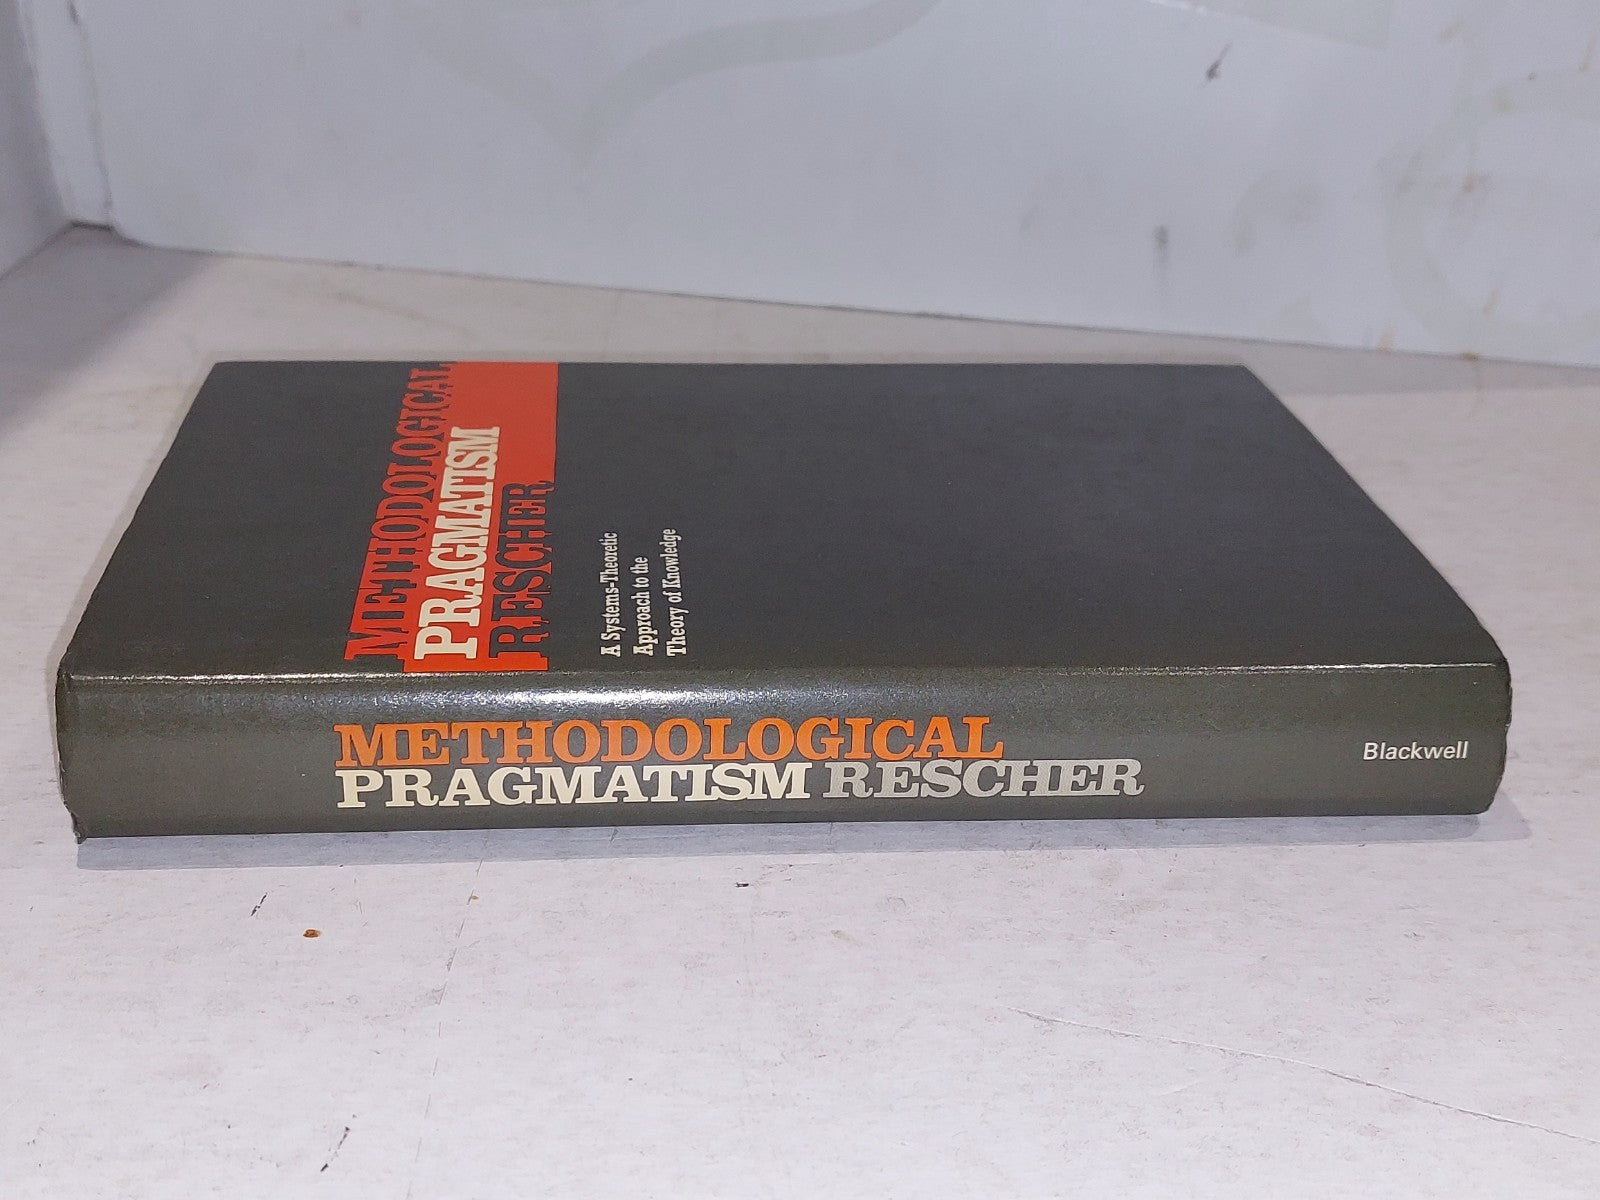 METHODOLOGICAL
PRAGMATISM
RESCHER
A Systems-Theoretic
Approach to the
Theory of Knowledge
METHODOLOGICAL
PRAGMATISM RESCHER
Blackwell